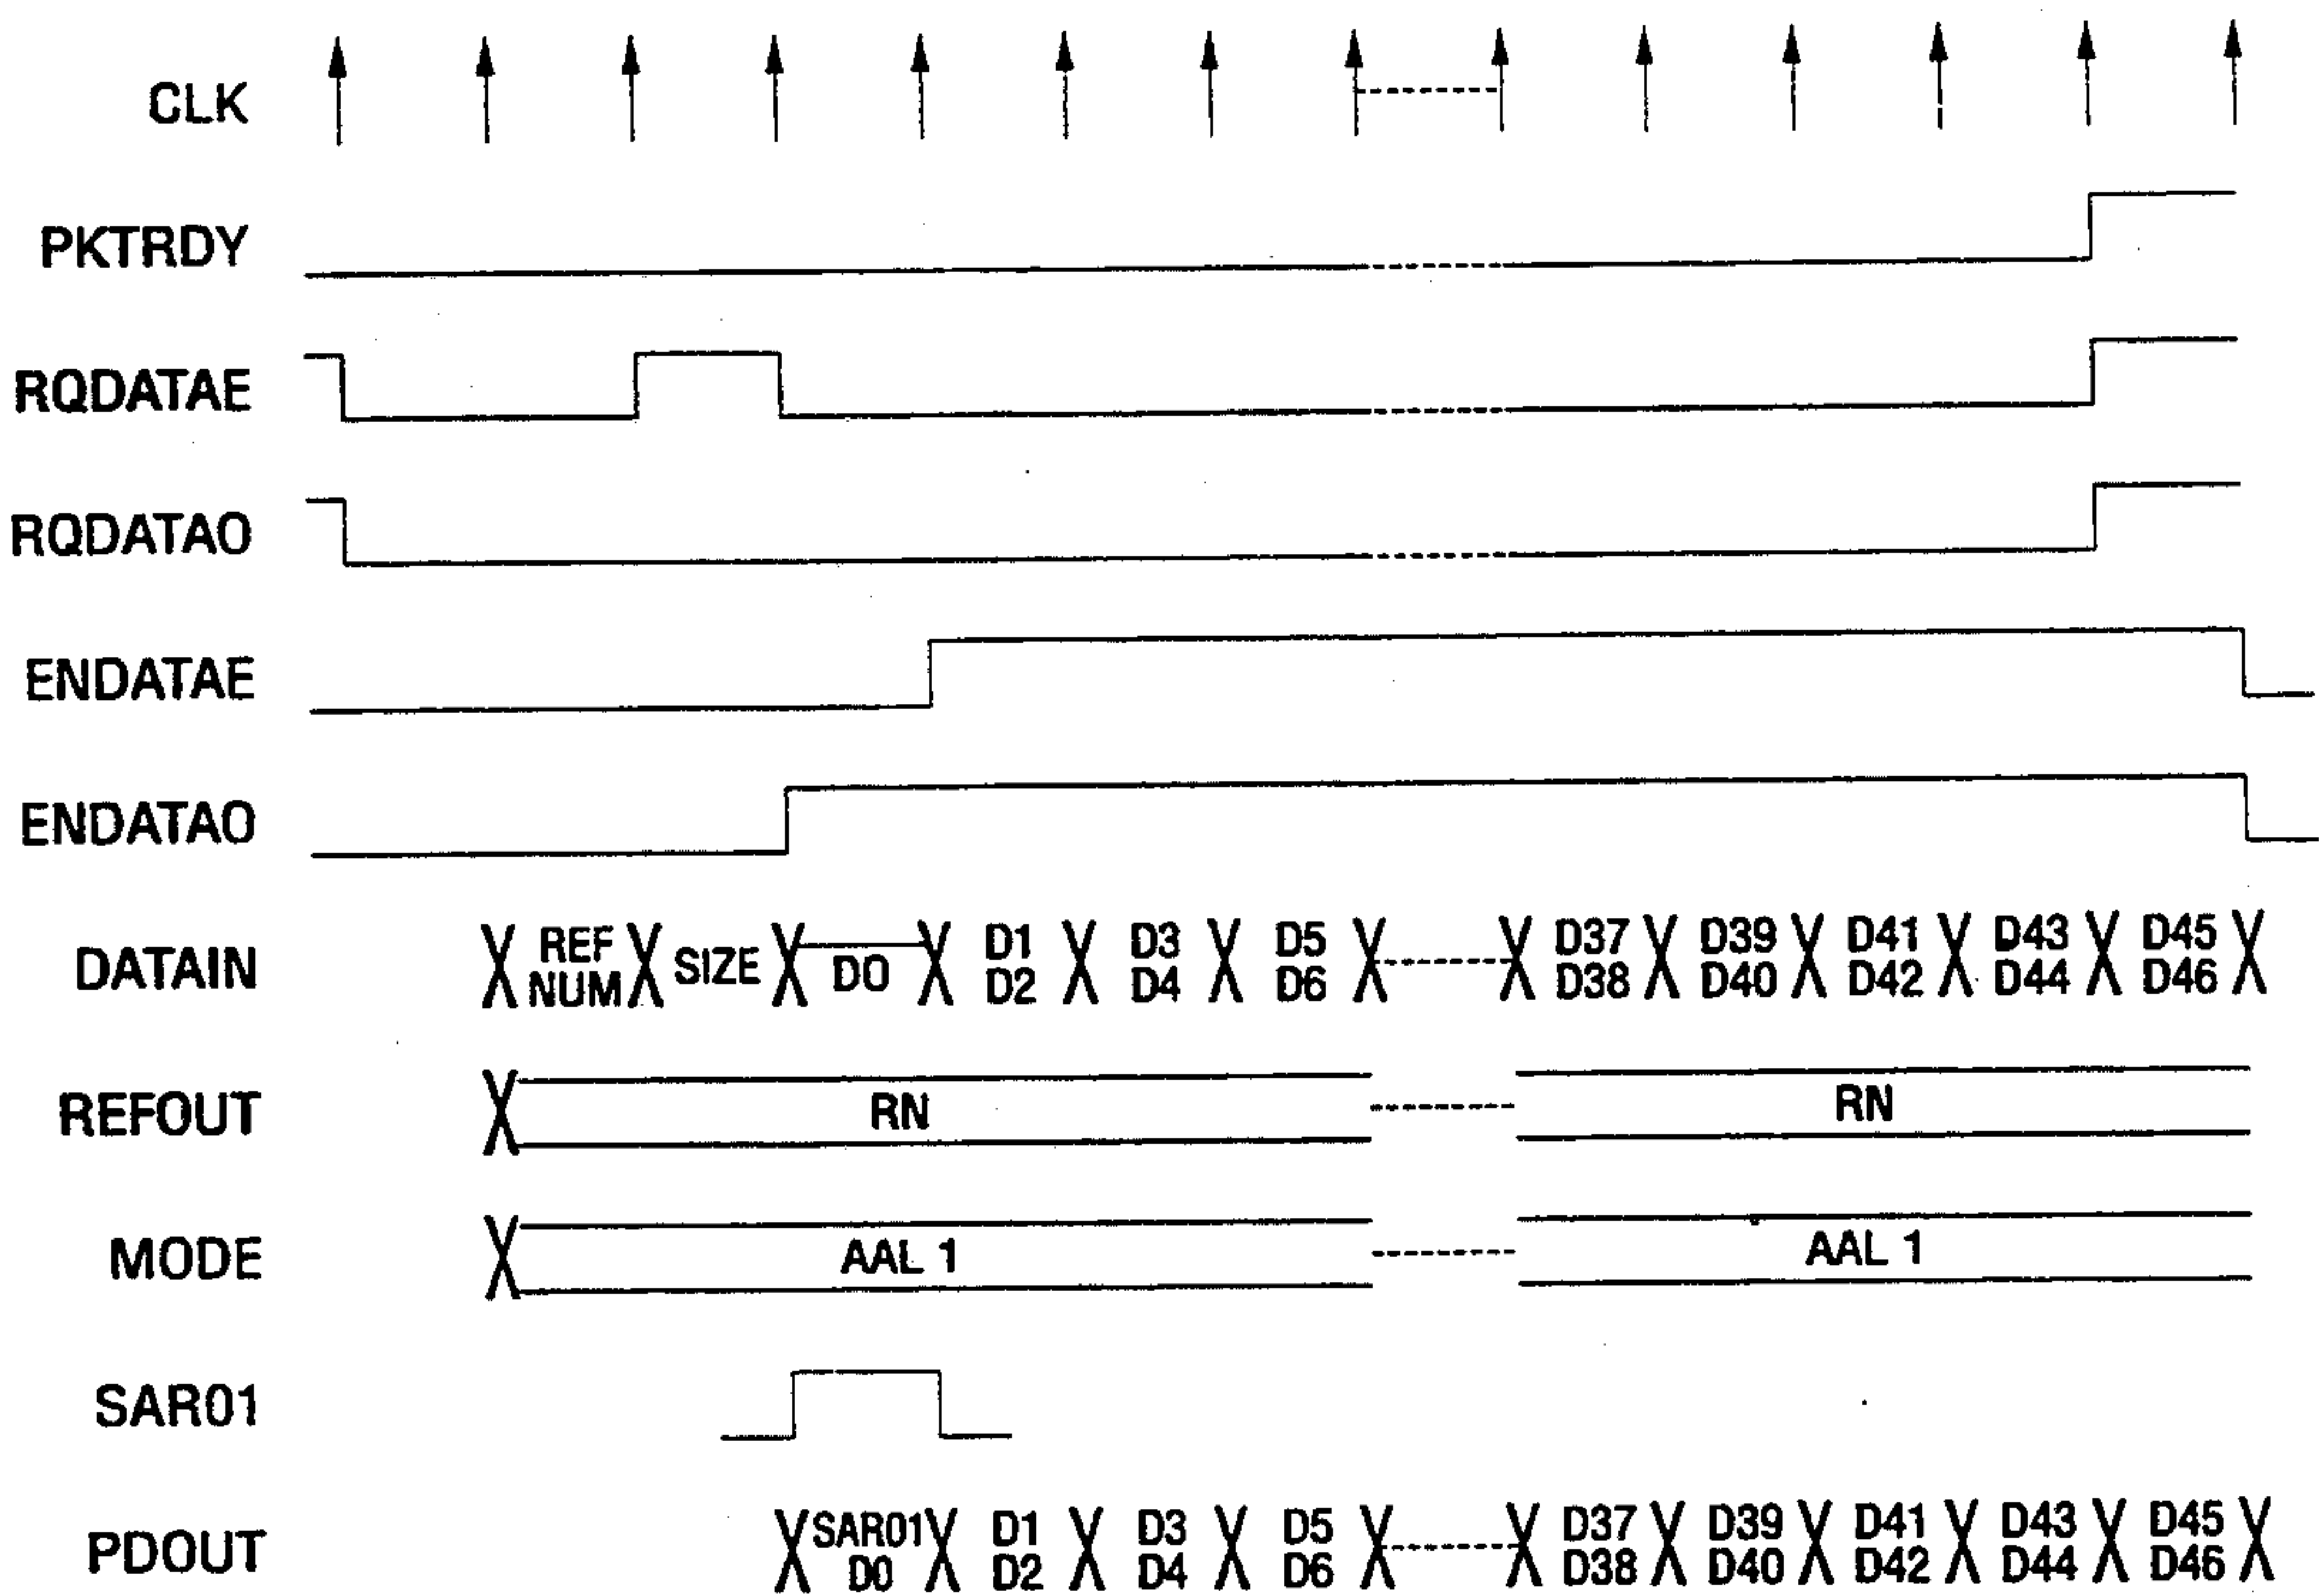 CLK
PKTRDY
RQDATAE
RQDATAO
ENDATAE
ENDATAO
DATAIN REF NUM SIZE D0 D1 D2 D3 D4 D5 D6 D37 D38 D39 D40 D41 D42 D43 D44 D45 D46
REFOUT RN RN
MODE AAL 1 AAL 1
SAR01
PDOUT SAR01 D0 D1 D2 D3 D4 D5 D6 D37 D38 D39 D40 D41 D42 D43 D44 D45 D46